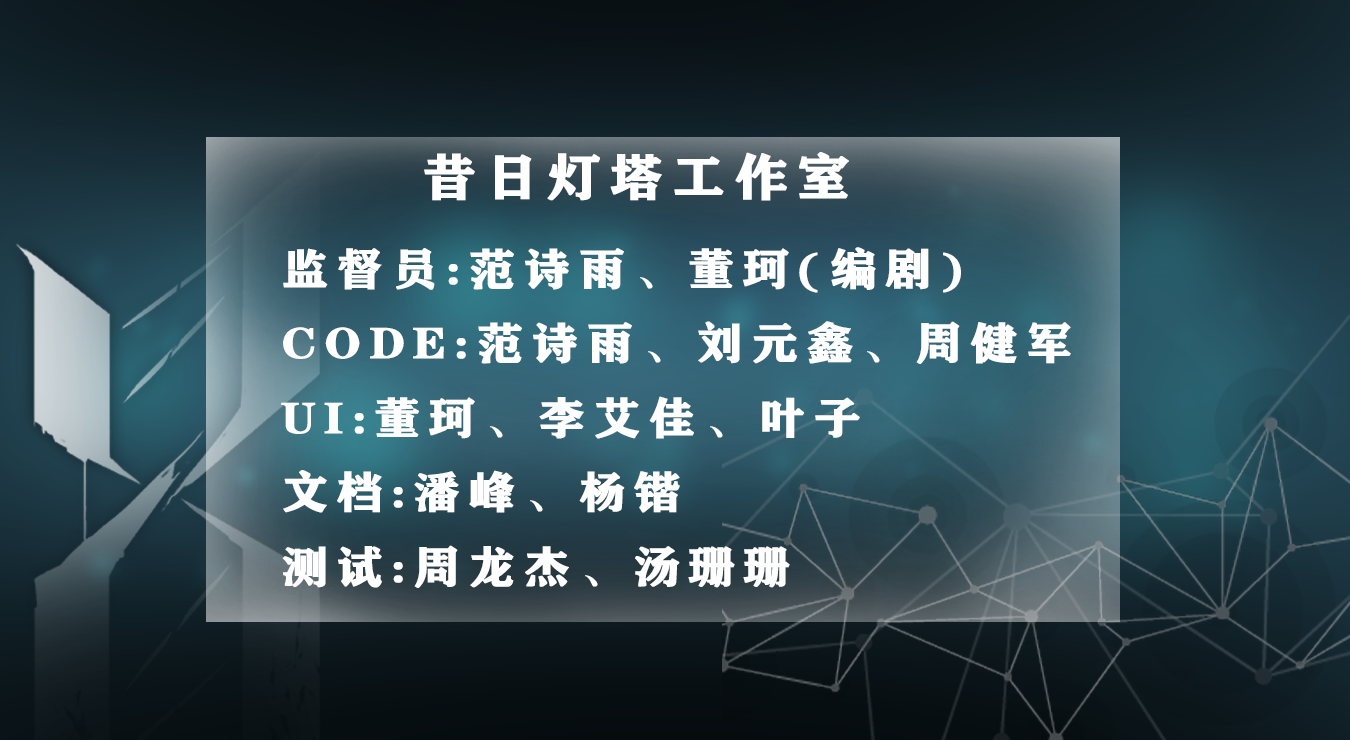 昔日灯塔工作室
监督员:范诗雨、董珂(编剧)
CODE:范诗雨、刘元鑫、周健军
UI:董珂、李艾佳、叶子
文档:潘峰、杨锴
测试:周龙杰、汤珊珊